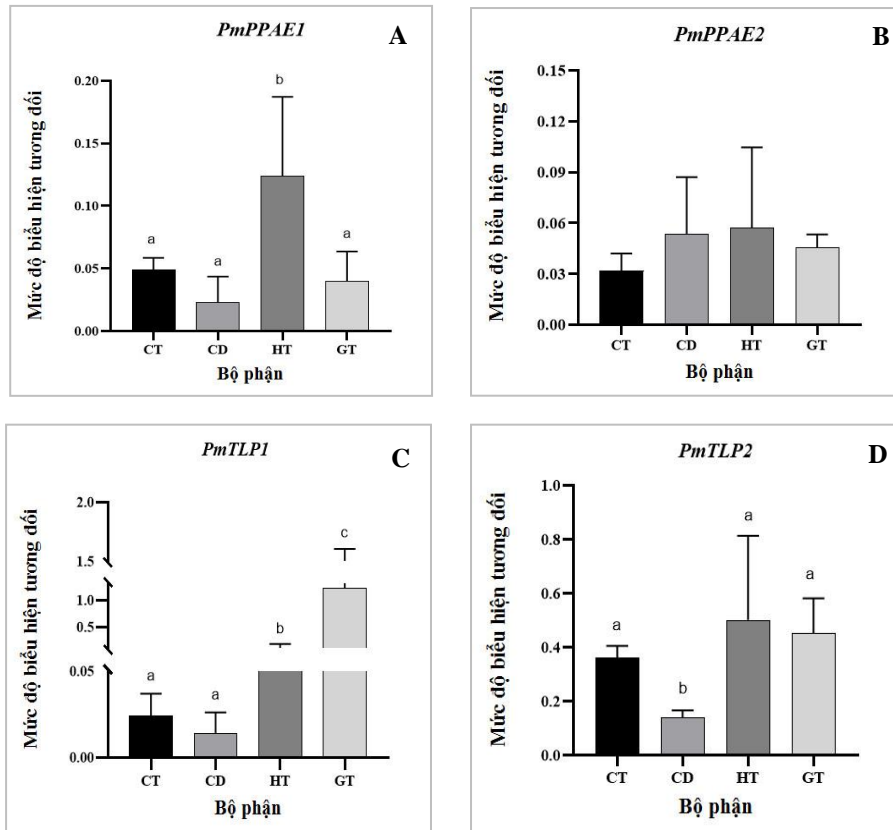 PmPPAE1
A
Mức độ biểu hiện tương đối
0.20
0.15
0.10
0.05
0.00
a
a
b
a
CT CD HT GT
Bộ phận
PmPPAE2
B
Mức độ biểu hiện tương đối
0.15
0.12
0.09
0.06
0.03
0.00
CT CD HT GT
Bộ phận
PmTLP1
C
Mức độ biểu hiện tương đối
2.0
1.5
1.0
0.5
0.05
0.00
a
a
b
c
CT CD HT GT
Bộ phận
PmTLP2
D
Mức độ biểu hiện tương đối
1.0
0.8
0.6
0.4
0.2
0.0
a
b
a
a
CT CD HT GT
Bộ phận